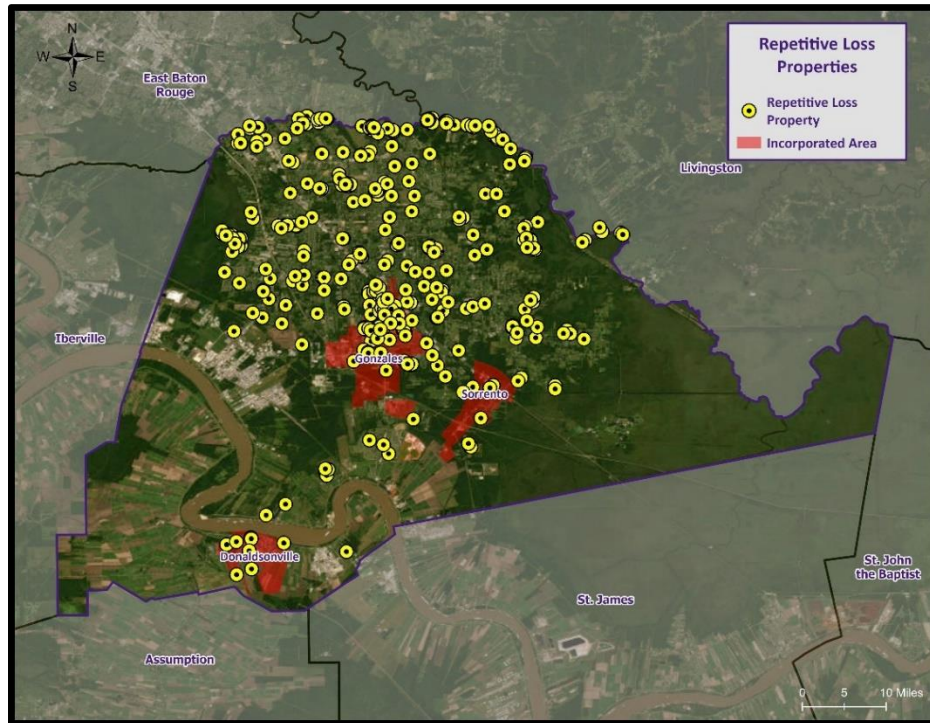 N
W E
S
East Baton
Rouge
Repetitive Loss
Properties
Repetitive Loss
Property
Incorporated Area
Livingston
Iberville
Gonzales
Sorrento
Donaldsonville
St. John
the Baptist
St. James
Assumption
0 5 10 Miles